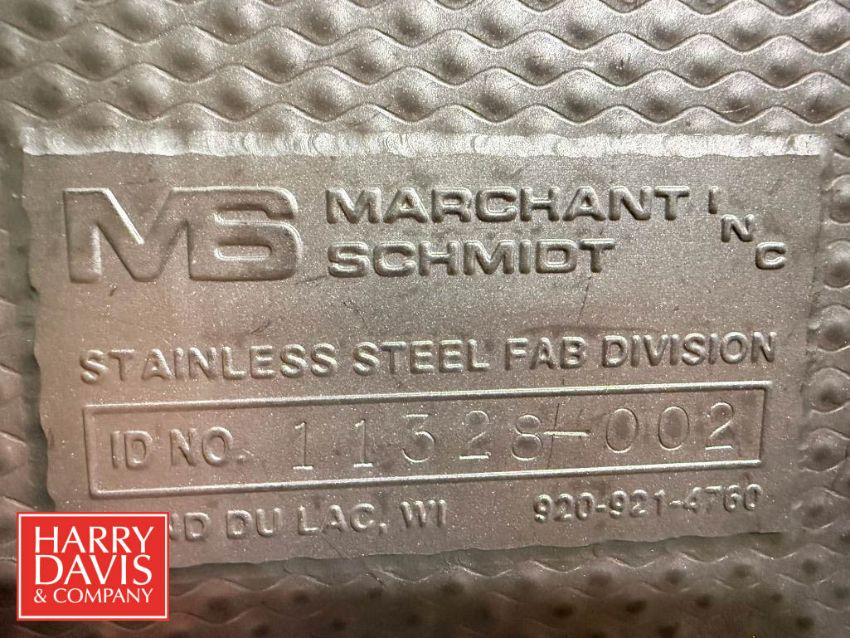 MS MARCHANT INC
SCHMIDT
STAINLESS STEEL FAB DIVISION
ID NO. 11328-002
DU LAC, WI 920-921-4760
HARRY
DAVIS
& COMPANY